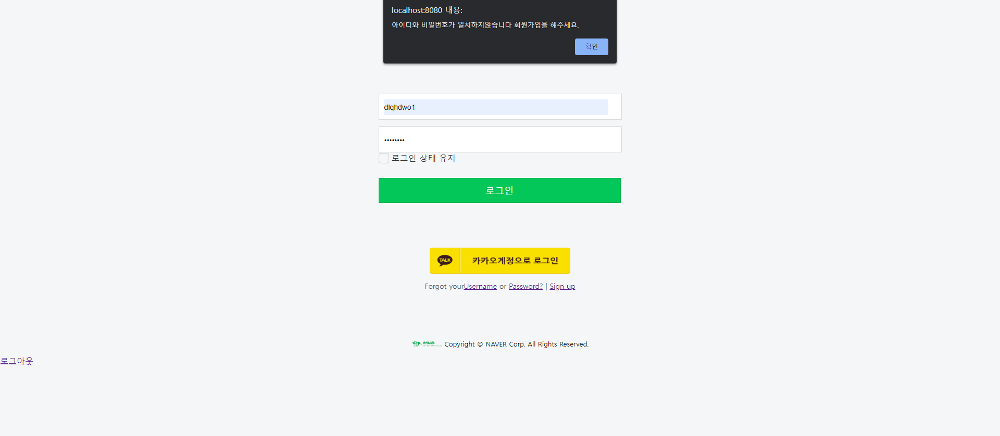 localhost:8080 내용:
아이디와 비밀번호가 일치하지않습니다 회원가입을 해주세요.
확인
dlqhdwo1
••••••••
로그인 상태 유지
로그인
TALK 카카오계정으로 로그인
Forgot yourUsername or Password? | Sign up
한걸음 Copyright © NAVER Corp. All Rights Reserved.
로그아웃